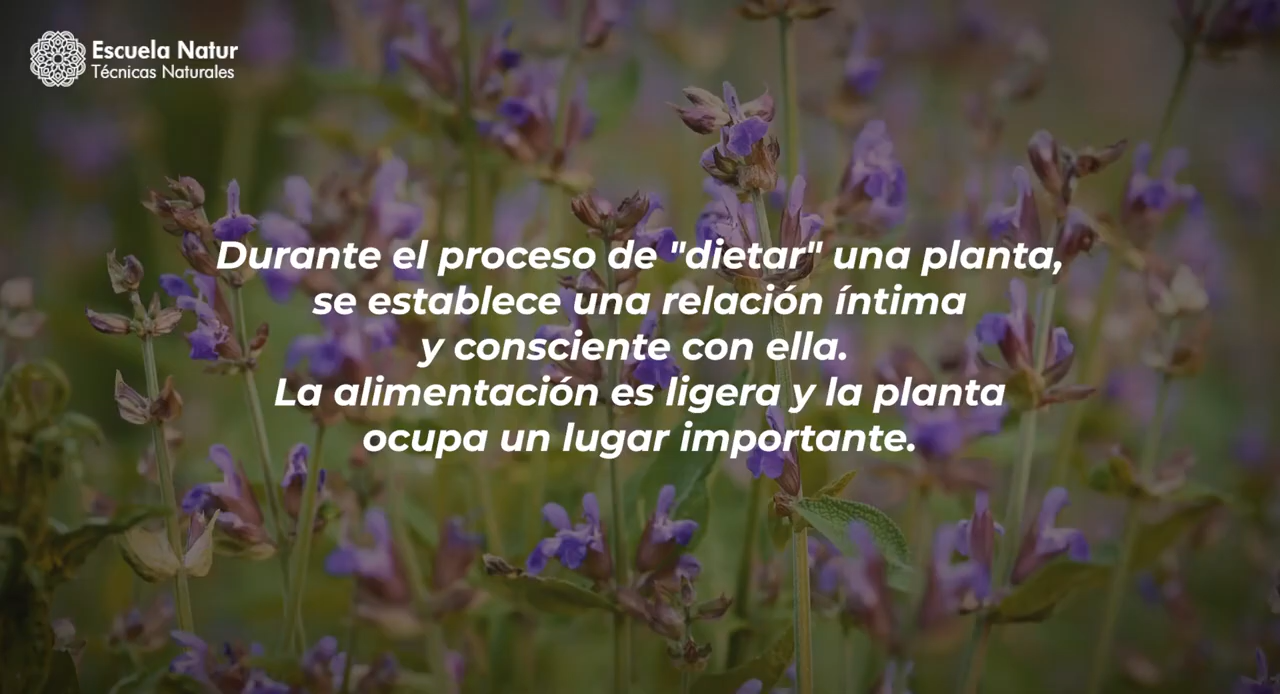 Escuela Natur
Técnicas Naturales
Durante el proceso de "dietar" una planta,
se establece una relación íntima
y consciente con ella.
La alimentación es ligera y la planta
ocupa un lugar importante.